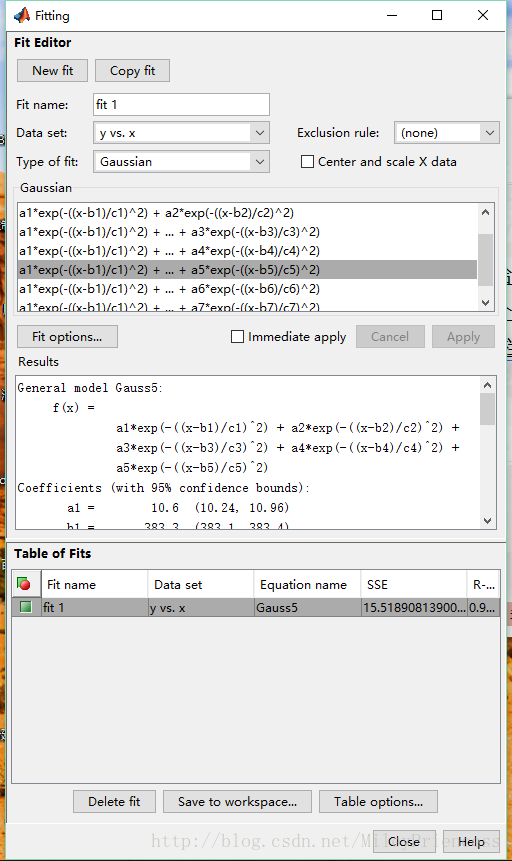 Fitting
Fit Editor
New fit Copy fit
Fit name: fit 1
Data set: y vs. x Exclusion rule: (none)
Type of fit: Gaussian Center and scale X data
Gaussian
a1*exp(-((x-b1)/c1)^2) + a2*exp(-((x-b2)/c2)^2)
a1*exp(-((x-b1)/c1)^2) + ... + a3*exp(-((x-b3)/c3)^2)
a1*exp(-((x-b1)/c1)^2) + ... + a4*exp(-((x-b4)/c4)^2)
a1*exp(-((x-b1)/c1)^2) + ... + a5*exp(-((x-b5)/c5)^2)
a1*exp(-((x-b1)/c1)^2) + ... + a6*exp(-((x-b6)/c6)^2)
a1*exp(-((x-b1)/c1)^2) + ... + a7*exp(-((x-b7)/c7)^2)
Fit options... Immediate apply Cancel Apply
Results
General model Gauss5:
f(x) =
a1*exp(-((x-b1)/c1)^2) + a2*exp(-((x-b2)/c2)^2) +
a3*exp(-((x-b3)/c3)^2) + a4*exp(-((x-b4)/c4)^2) +
a5*exp(-((x-b5)/c5)^2)
Coefficients (with 95% confidence bounds):
a1 = 10.6 (10.24, 10.96)
b1 = 383.3 (383.1, 383.4)
Table of Fits
Fit name Data set Equation name SSE R-...
fit 1 y vs. x Gauss5 15.51890813900... 0.9...
Delete fit Save to workspace... Table options...
http://blog.csdn.net/
Close Help